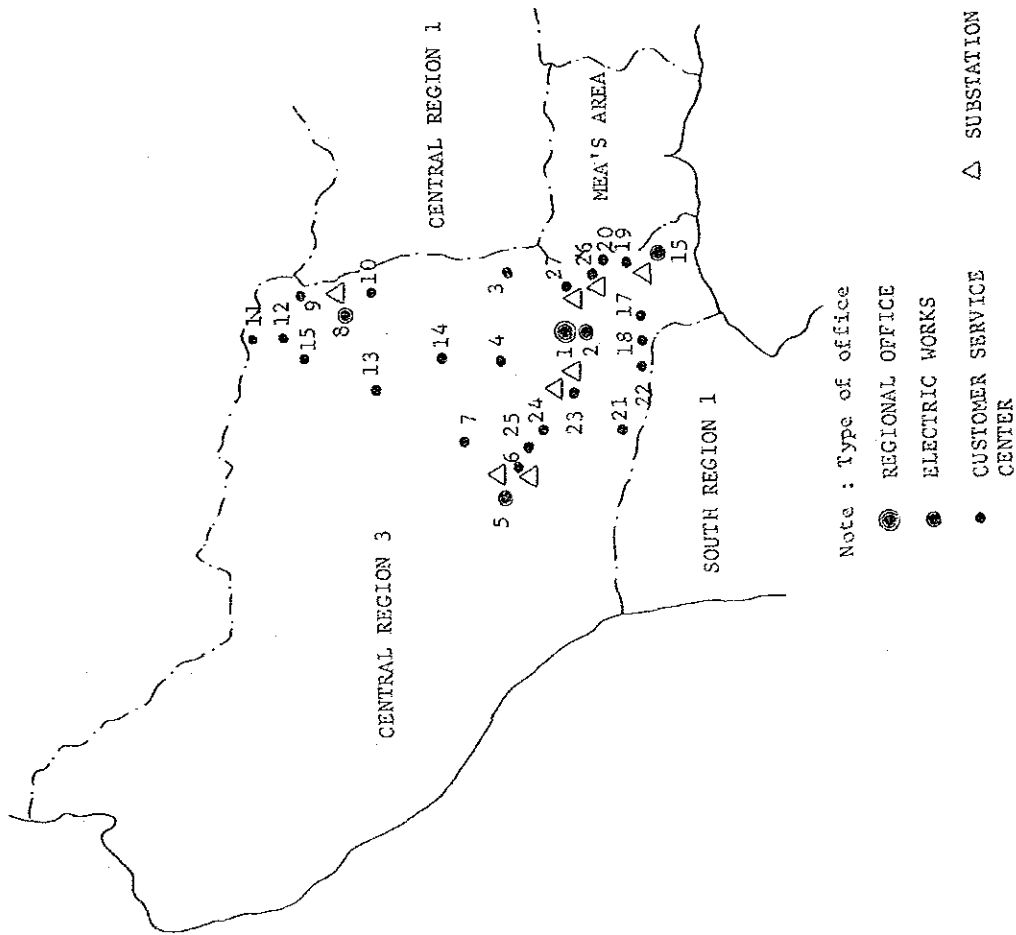 CENTRAL REGION 1
11
12
15
9
8
10
13
14
3
4
7
CENTRAL REGION 3
MEA'S AREA
27
26
20
19
15
1
2
17
18
22
25
24
6
23
5
21
SOUTH REGION 1
Note : Type of office
REGIONAL OFFICE
ELECTRIC WORKS
CUSTOMER SERVICE
CENTER
SUBSTATION